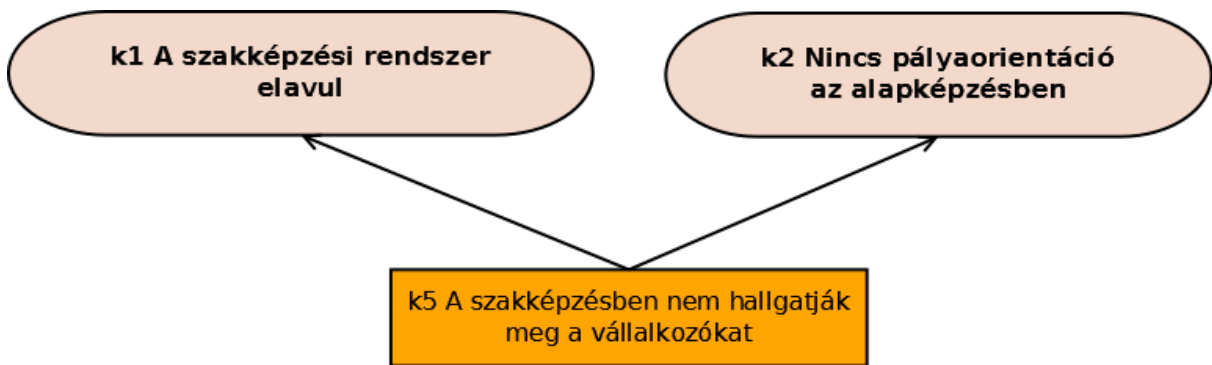 k1 A szakképzési rendszer
elavul
k2 Nincs pályaorientáció
az alapképzésben
k5 A szakképzésben nem hallgatják
meg a vállalkozókat